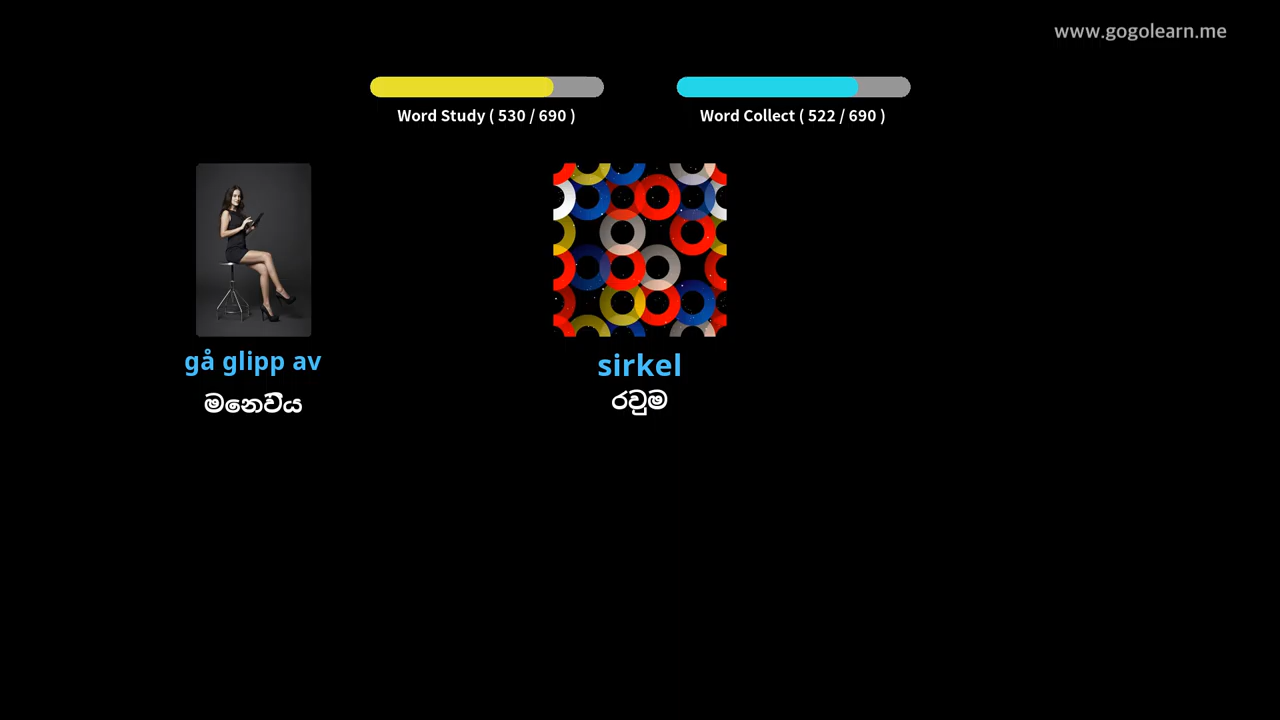 www.gogolearn.me
Word Study ( 530 / 690 )
Word Collect ( 522 / 690 )
gå glipp av
මනෙවිය
sirkel
රවුම